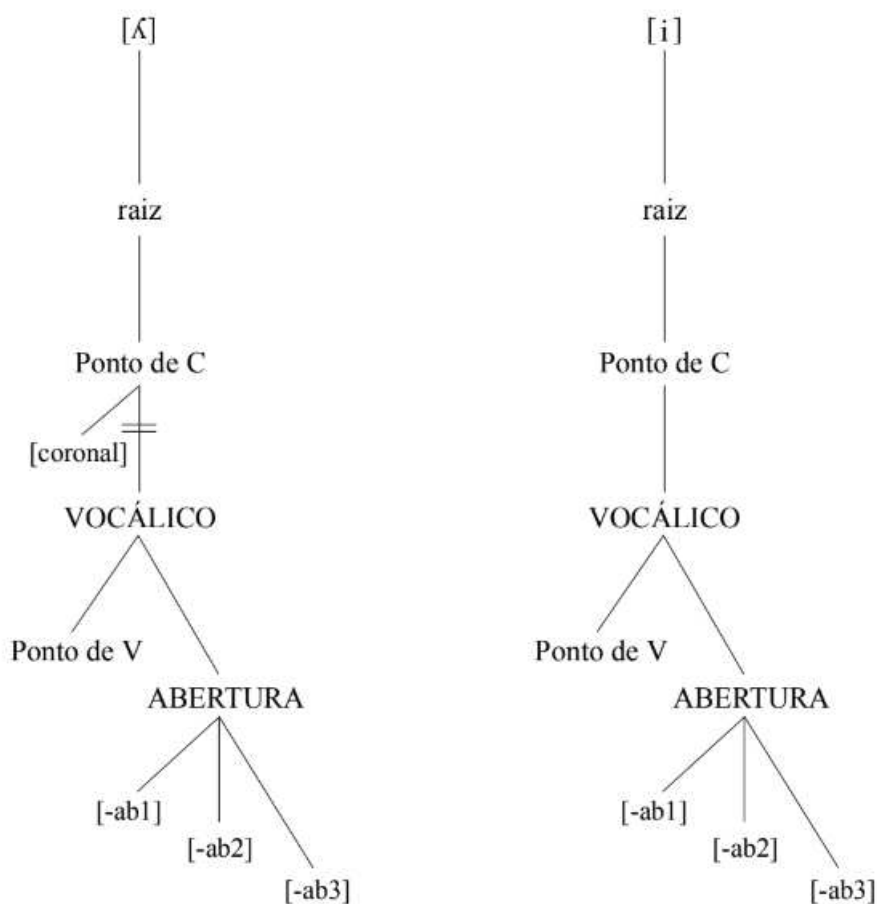 [ʎ] [i]
raiz raiz
Ponto de C Ponto de C
[coronal]
VOCÁLICO VOCÁLICO
Ponto de V Ponto de V
ABERTURA ABERTURA
[-ab1] [-ab1]
[-ab2] [-ab2]
[-ab3] [-ab3]